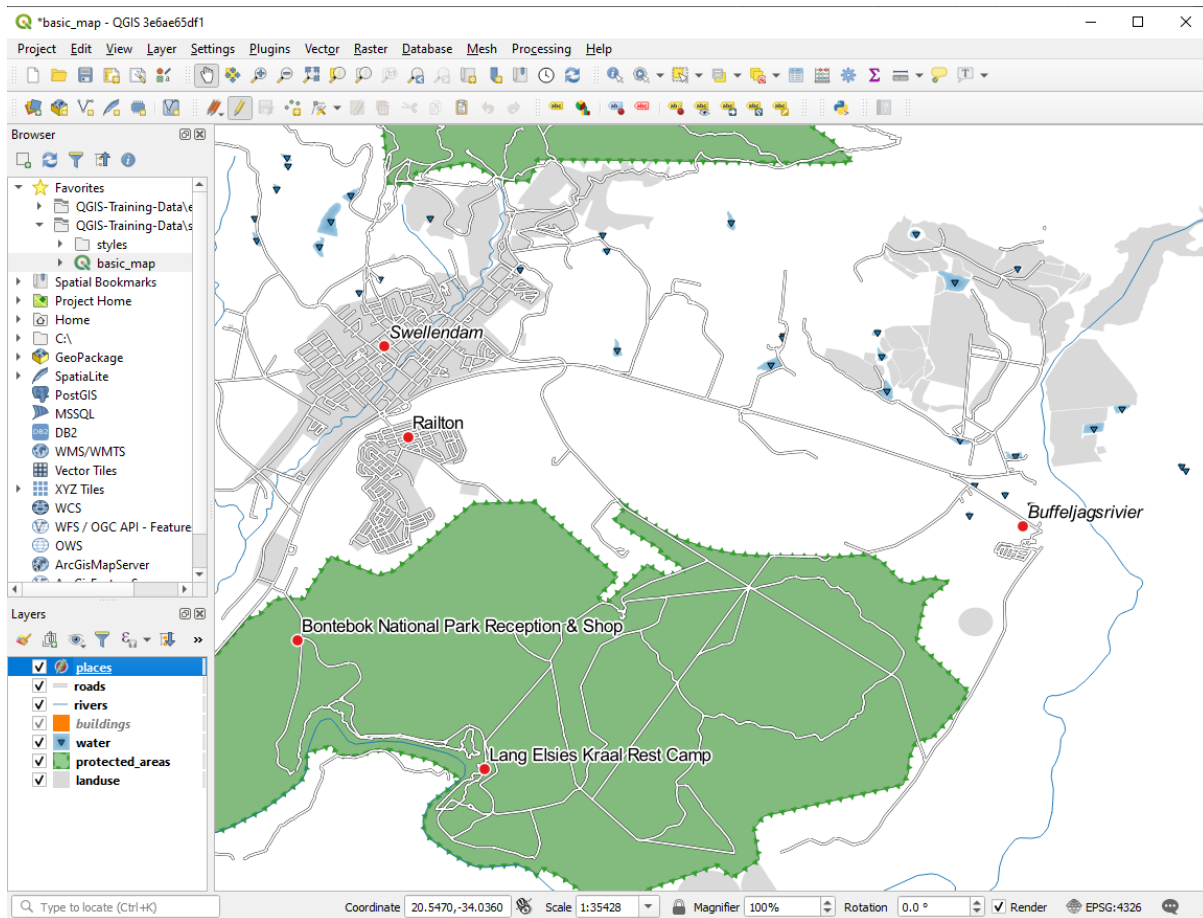 *basic_map - QGIS 3e6ae65df1
Project Edit View Layer Settings Plugins Vector Raster Database Mesh Processing Help
Browser
Favorites
QGIS-Training-Data\e
QGIS-Training-Data\s
styles
basic_map
Spatial Bookmarks
Project Home
Home
C:\
GeoPackage
SpatiaLite
PostGIS
MSSQL
DB2
WMS/WMTS
Vector Tiles
XYZ Tiles
WCS
WFS / OGC API - Feature
OWS
ArcGisMapServer
Layers
places
roads
rivers
buildings
water
protected_areas
landuse
Swellendam
Railton
Buffeljagsrivier
Bontebok National Park Reception & Shop
Lang Elsies Kraal Rest Camp
Type to locate (Ctrl+K) Coordinate 20.5470,-34.0360 Scale 1:35428 Magnifier 100% Rotation 0.0 ° Render EPSG:4326